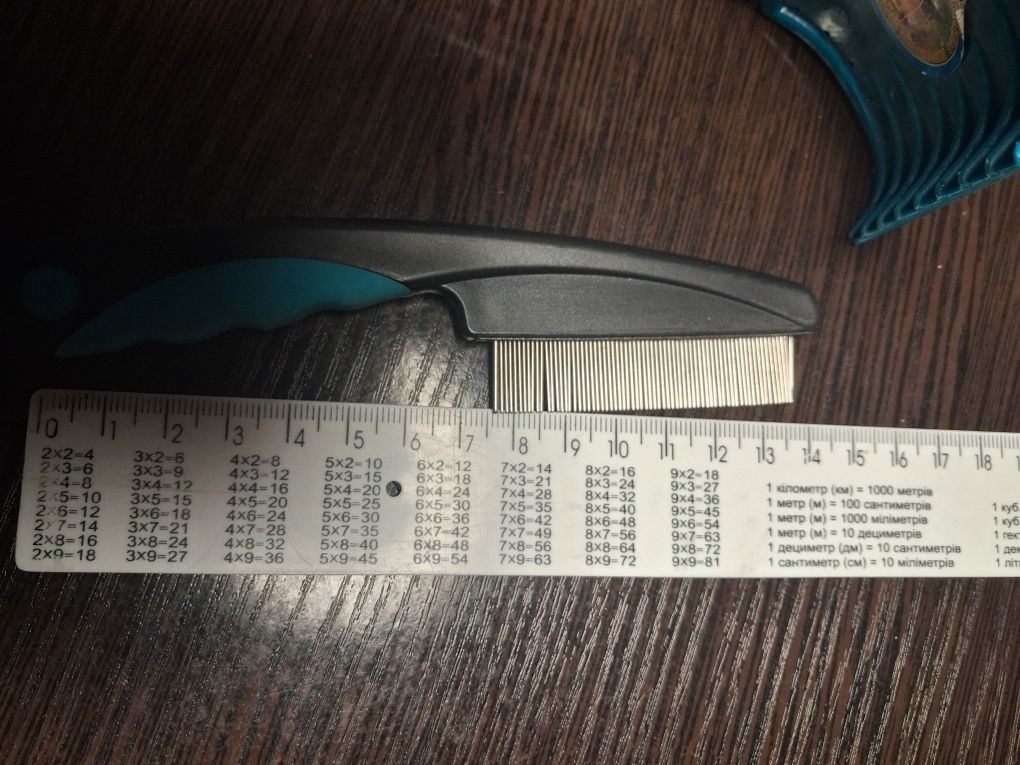 0 1 2 3 4 5 6 7 8 9 10 11 12 13 14 15 16 17 18
2×2=4 3×2=6 4×2=8 5×2=10 6×2=12 7×2=14 8×2=16 9×2=18
2×3=6 3×3=9 4×3=12 5×3=15 6×3=18 7×3=21 8×3=24 9×3=27
2×4=8 3×4=12 4×4=16 5×4=20 6×4=24 7×4=28 8×4=32 9×4=36
2×5=10 3×5=15 4×5=20 5×5=25 6×5=30 7×5=35 8×5=40 9×5=45
2×6=12 3×6=18 4×6=24 5×6=30 6×6=36 7×6=42 8×6=48 9×6=54
2×7=14 3×7=21 4×7=28 5×7=35 6×7=42 7×7=49 8×7=56 9×7=63
2×8=16 3×8=24 4×8=32 5×8=40 6×8=48 7×8=56 8×8=64 9×8=72
2×9=18 3×9=27 4×9=36 5×9=45 6×9=54 7×9=63 8×9=72 9×9=81
1 кілометр (км) = 1000 метрів
1 метр (м) = 100 сантиметрів
1 метр (м) = 1000 міліметрів
1 метр (м) = 10 дециметрів
1 дециметр (дм) = 10 сантиметрів
1 сантиметр (см) = 10 міліметрів
1 куб
1 куб
1 гект
1 дек
1 літр